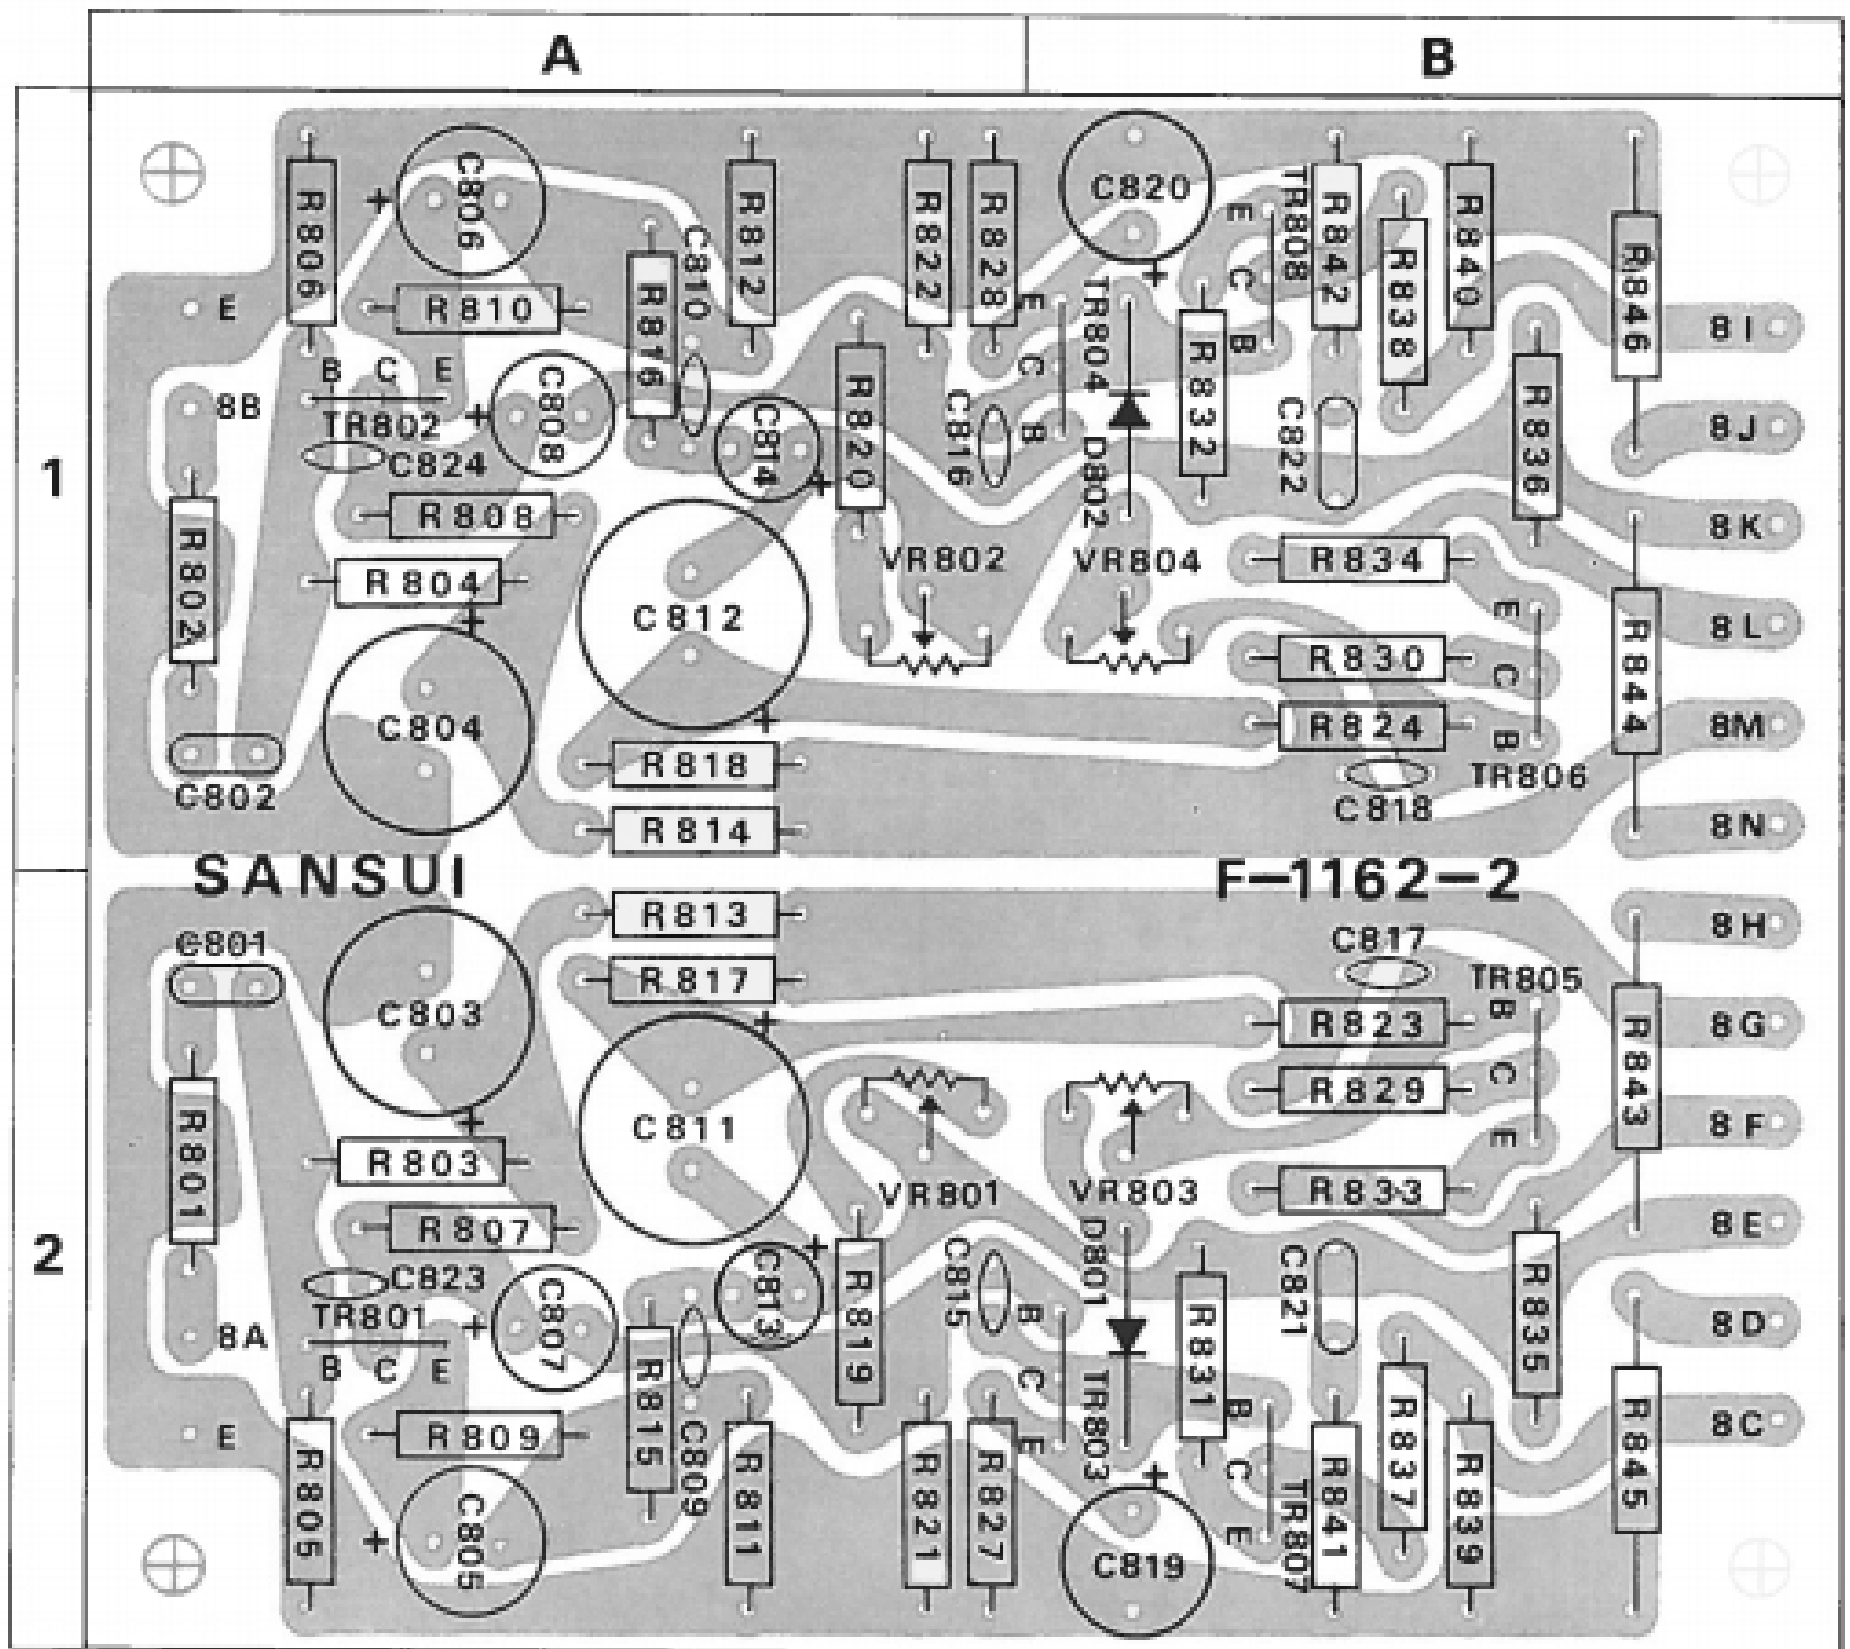 A
B
1
2
R806
C806
+
R812
R822
R828
C820
+
E
C
B
TR808
R842
R838
R840
R846
E
R810
R816
C810
E
C
B
TR804
R832
8I
B C E
8B
TR802
C824
+
C808
C814
+
R820
C816
D802
C822
R836
8J
R802
R808
R804
+
C812
+
VR802
VR804
R834
E
C
B
8K
8L
C804
R830
R824
R844
8M
C802
R818
C818
TR806
R814
8N
SANSUI
F-1162-2
R813
8H
C801
C817
R817
TR805
C803
+
C811
+
R823
B
C
E
8G
R829
R843
R801
R803
VR801
VR803
R833
8F
R807
8E
C823
TR801
B C E
8A
+
C807
C813
+
R819
C815
B
C
E
D801
TR803
R831
C821
R835
8D
E
R809
R815
C809
R811
R821
R827
+
C819
B
C
E
TR807
R841
R837
R839
R845
8C
R805
+
C805